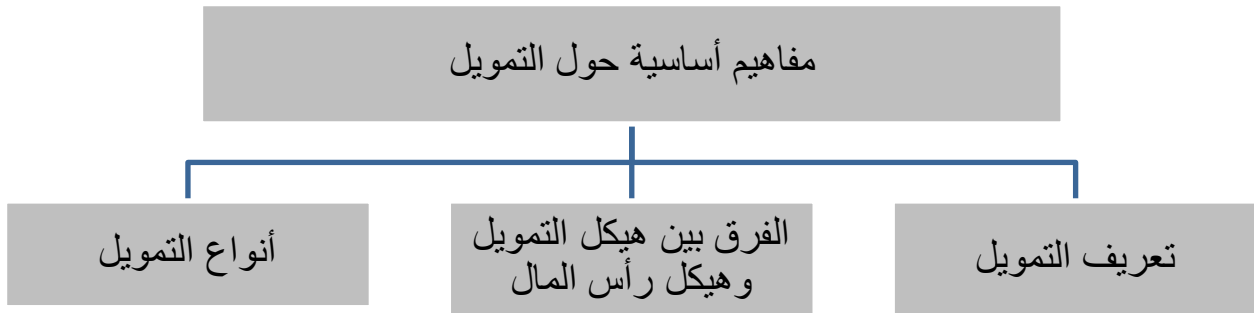 مفاهيم أساسية حول التمويل
تعريف التمويل
الفرق بين هيكل التمويل
وهيكل رأس المال
أنواع التمويل